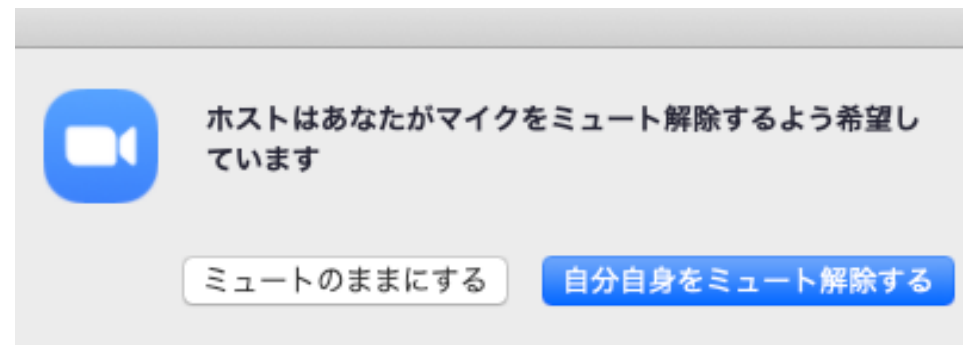 ホストはあなたがマイクをミュート解除するよう希望し
ています
ミュートのままにする
自分自身をミュート解除する